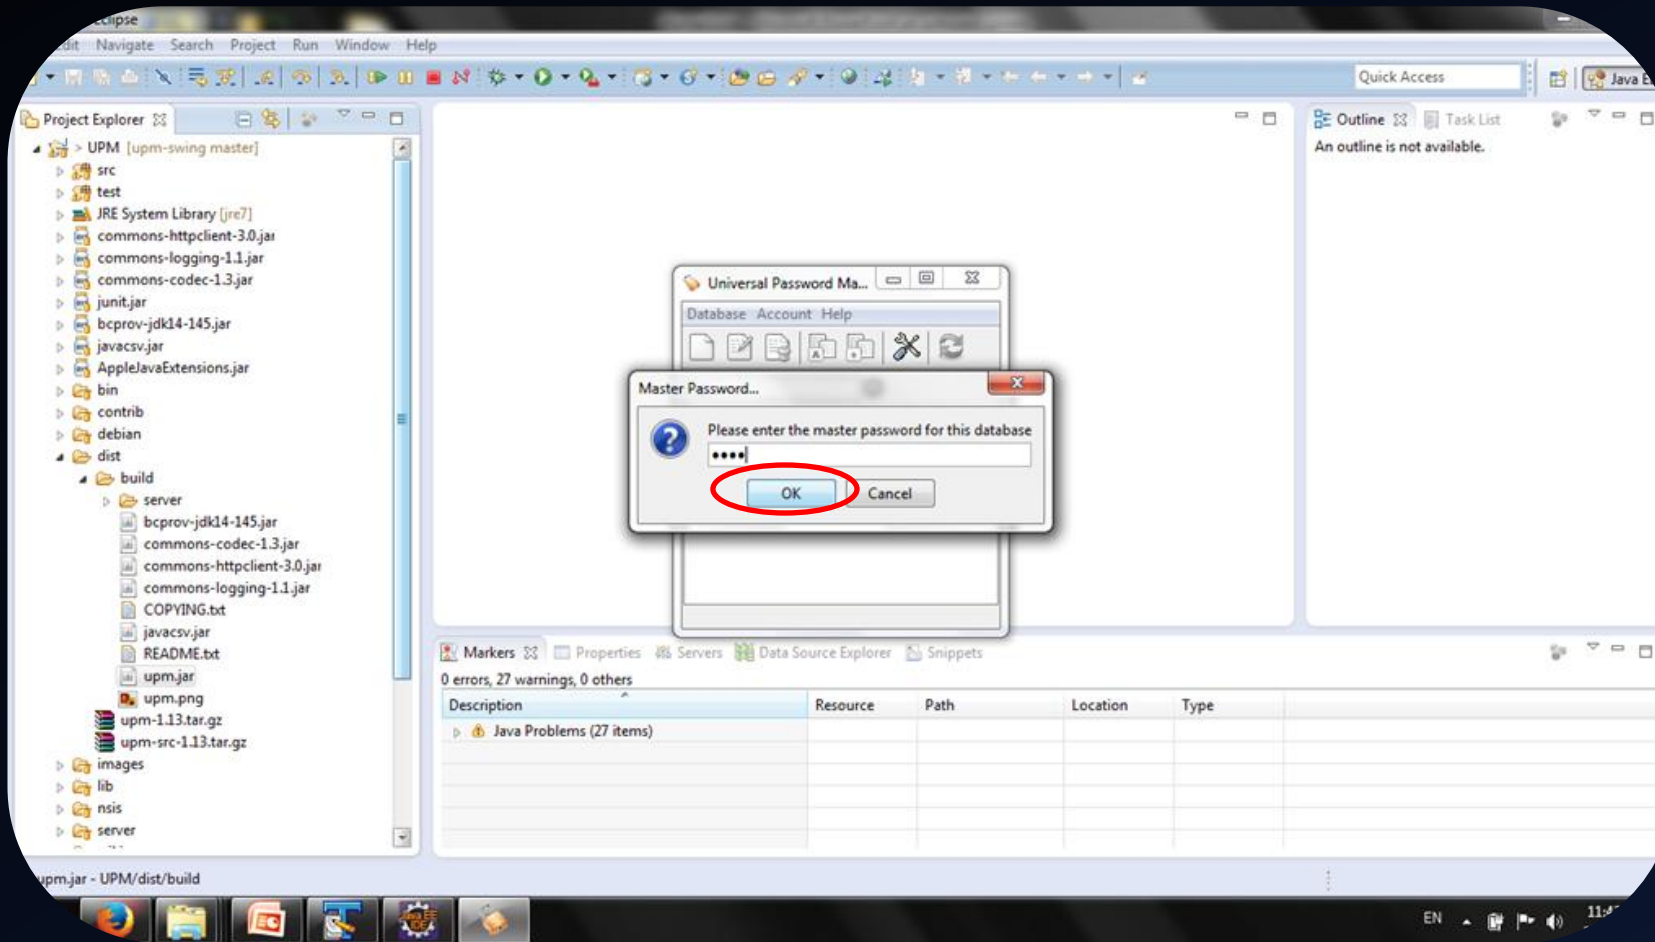 Eclipse
Edit Navigate Search Project Run Window Help
Quick Access
Java E
Project Explorer
> UPM [upm-swing master]
src
test
JRE System Library [jre7]
commons-httpclient-3.0.jar
commons-logging-1.1.jar
commons-codec-1.3.jar
junit.jar
bcprov-jdk14-145.jar
javacsv.jar
AppleJavaExtensions.jar
bin
contrib
debian
dist
build
server
bcprov-jdk14-145.jar
commons-codec-1.3.jar
commons-httpclient-3.0.jar
commons-logging-1.1.jar
COPYING.txt
javacsv.jar
README.txt
upm.jar
upm.png
upm-1.13.tar.gz
upm-src-1.13.tar.gz
images
lib
nsis
server
Universal Password Ma...
Database Account Help
Master Password...
Please enter the master password for this database
••••
OK Cancel
Outline Task List
An outline is not available.
Markers Properties Servers Data Source Explorer Snippets
0 errors, 27 warnings, 0 others
Description Resource Path Location Type
Java Problems (27 items)
upm.jar - UPM/dist/build
Java EE
IDE
EN